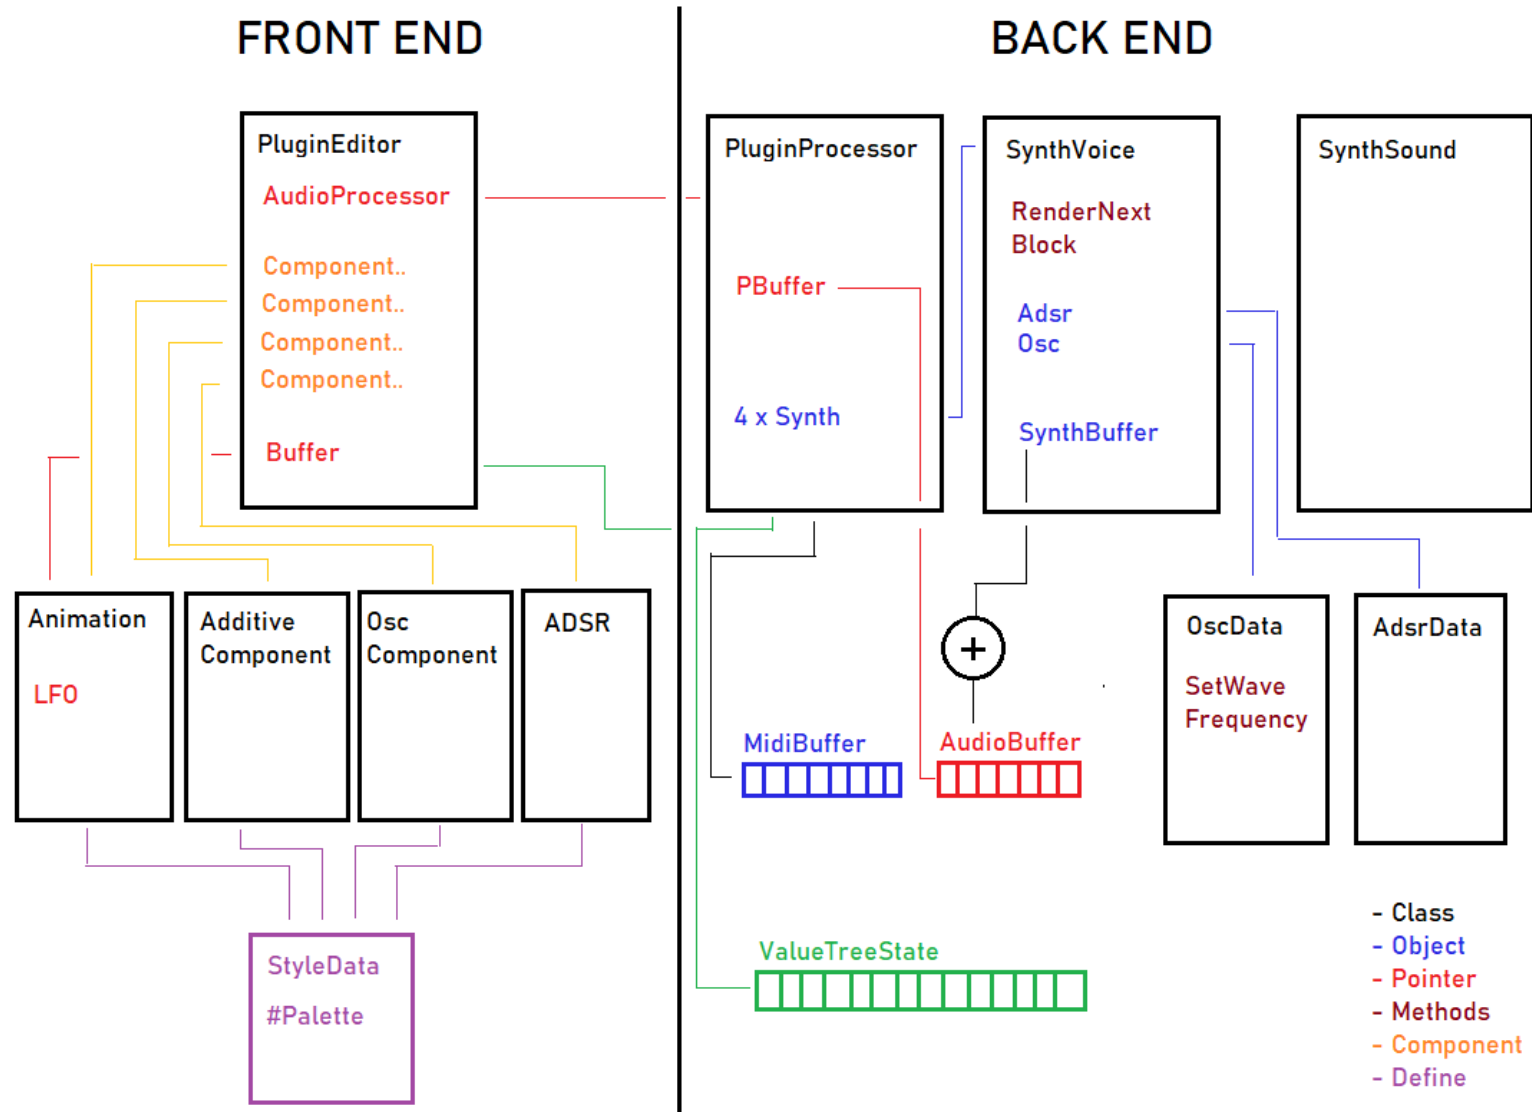 FRONT END
BACK END
PluginEditor
AudioProcessor
Component..
Component..
Component..
Component..
Buffer
PluginProcessor
PBuffer
4 x Synth
SynthVoice
RenderNext
Block
Adsr
Osc
SynthBuffer
SynthSound
Animation
LFO
Additive
Component
Osc
Component
ADSR
StyleData
#Palette
+
MidiBuffer
AudioBuffer
OscData
SetWave
Frequency
AdsrData
ValueTreeState
- Class
- Object
- Pointer
- Methods
- Component
- Define